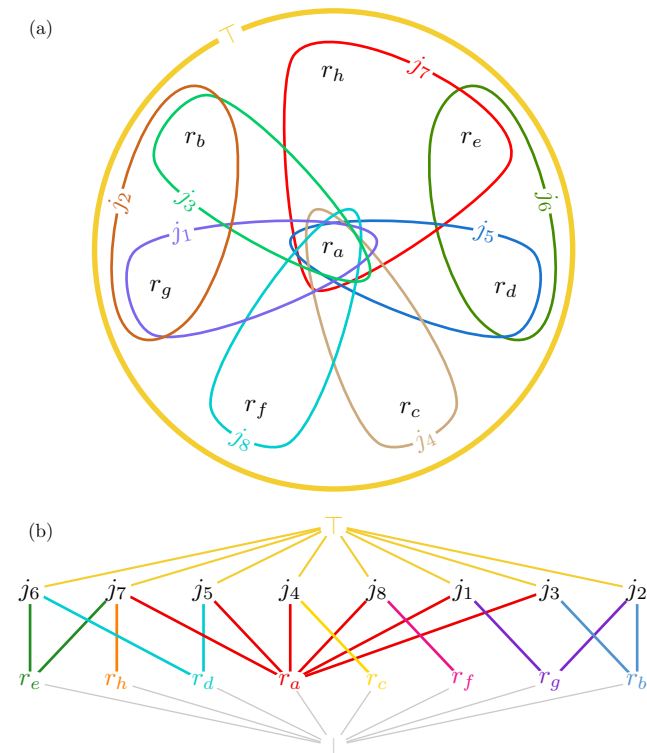 (a)
⊤
r_h
j_7
r_b
r_e
j_2
j_3
j_6
j_1
j_5
r_a
r_g
r_d
r_f
r_c
j_8
j_4
(b)
⊤
j_6 j_7 j_5 j_4 j_8 j_1 j_3 j_2
r_e r_h r_d r_a r_c r_f r_g r_b
⊥